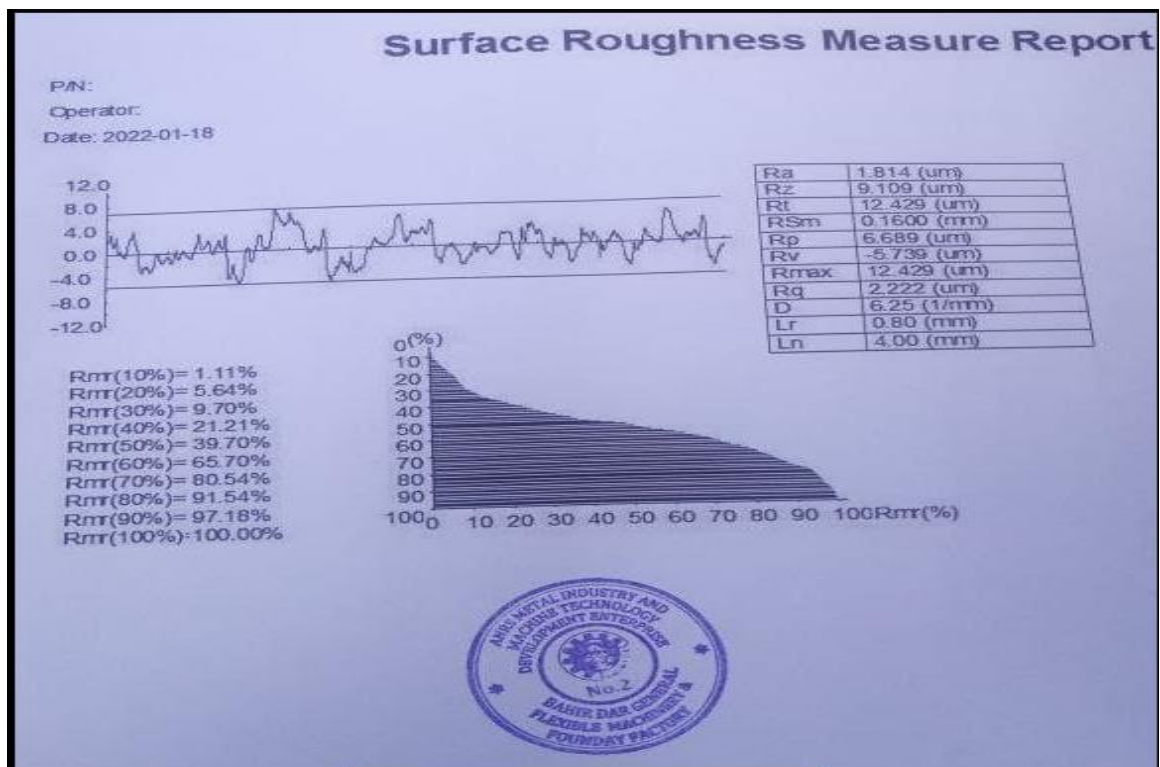 Surface Roughness Measure Report
P/N:
Operator:
Date: 2022-01-18
12.0
8.0
4.0
0.0
-4.0
-8.0
-12.0
Ra 1.814 (um)
Rz 9.109 (um)
Rt 12.429 (um)
RSm 0.1600 (mm)
Rp 6.689 (um)
Rv -5.739 (um)
Rmax 12.429 (um)
Rq 2.222 (um)
D 6.25 (1/mm)
Lr 0.80 (mm)
Ln 4.00 (mm)
Rmr(10%)= 1.11%
Rmr(20%)= 5.64%
Rmr(30%)= 9.70%
Rmr(40%)= 21.21%
Rmr(50%)= 39.70%
Rmr(60%)= 65.70%
Rmr(70%)= 80.54%
Rmr(80%)= 91.54%
Rmr(90%)= 97.18%
Rmr(100%)=100.00%
0(%)
10
20
30
40
50
60
70
80
90
100
0 10 20 30 40 50 60 70 80 90 100Rmr(%)
ANRS METAL INDUSTRY AND
MACHINE TECHNOLOGY
DEVELOPMENT ENTERPRISE
No.2
BAHIR DAR GENERAL
FLEXIBLE MACHINERY &
FOUNDAY FACTORY